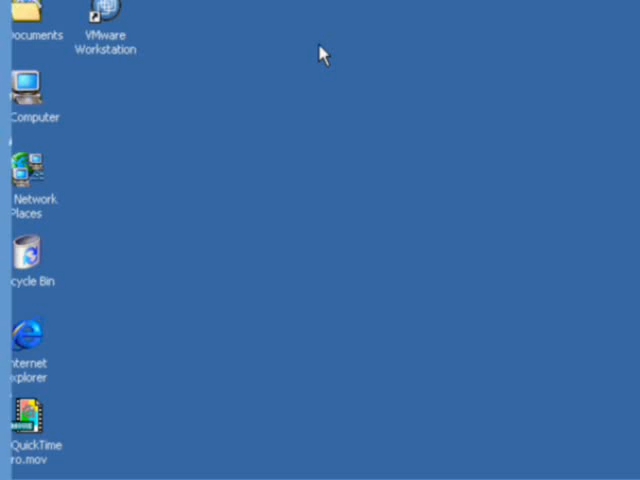 ocuments
VMware
Workstation
Computer
Network
Places
cycle Bin
nternet
xplorer
QuickTime
ro.mov